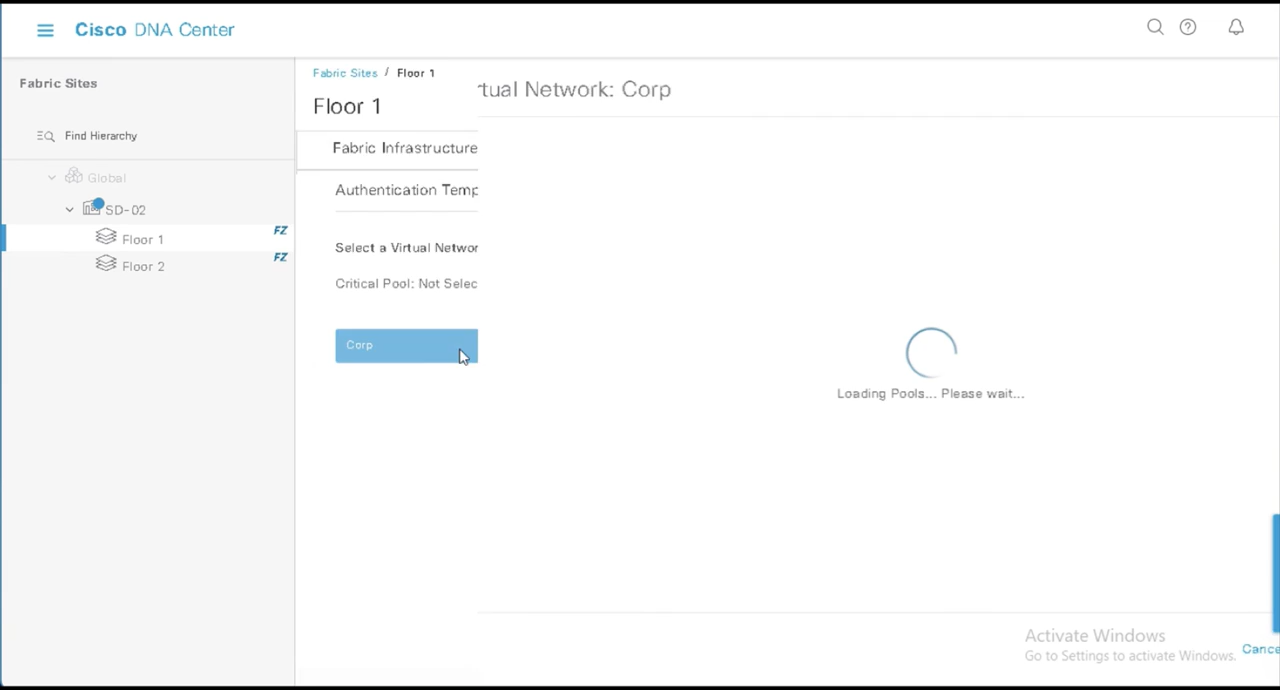 Cisco DNA Center
Fabric Sites
Find Hierarchy
Global
SD-02
Floor 1
FZ
Floor 2
FZ
Fabric Sites / Floor 1
Floor 1
Fabric Infrastructure
Authentication Temp
Select a Virtual Networ
Critical Pool: Not Selec
Corp
rtual Network: Corp
Loading Pools... Please wait...
Activate Windows
Go to Settings to activate Windows.
Cance